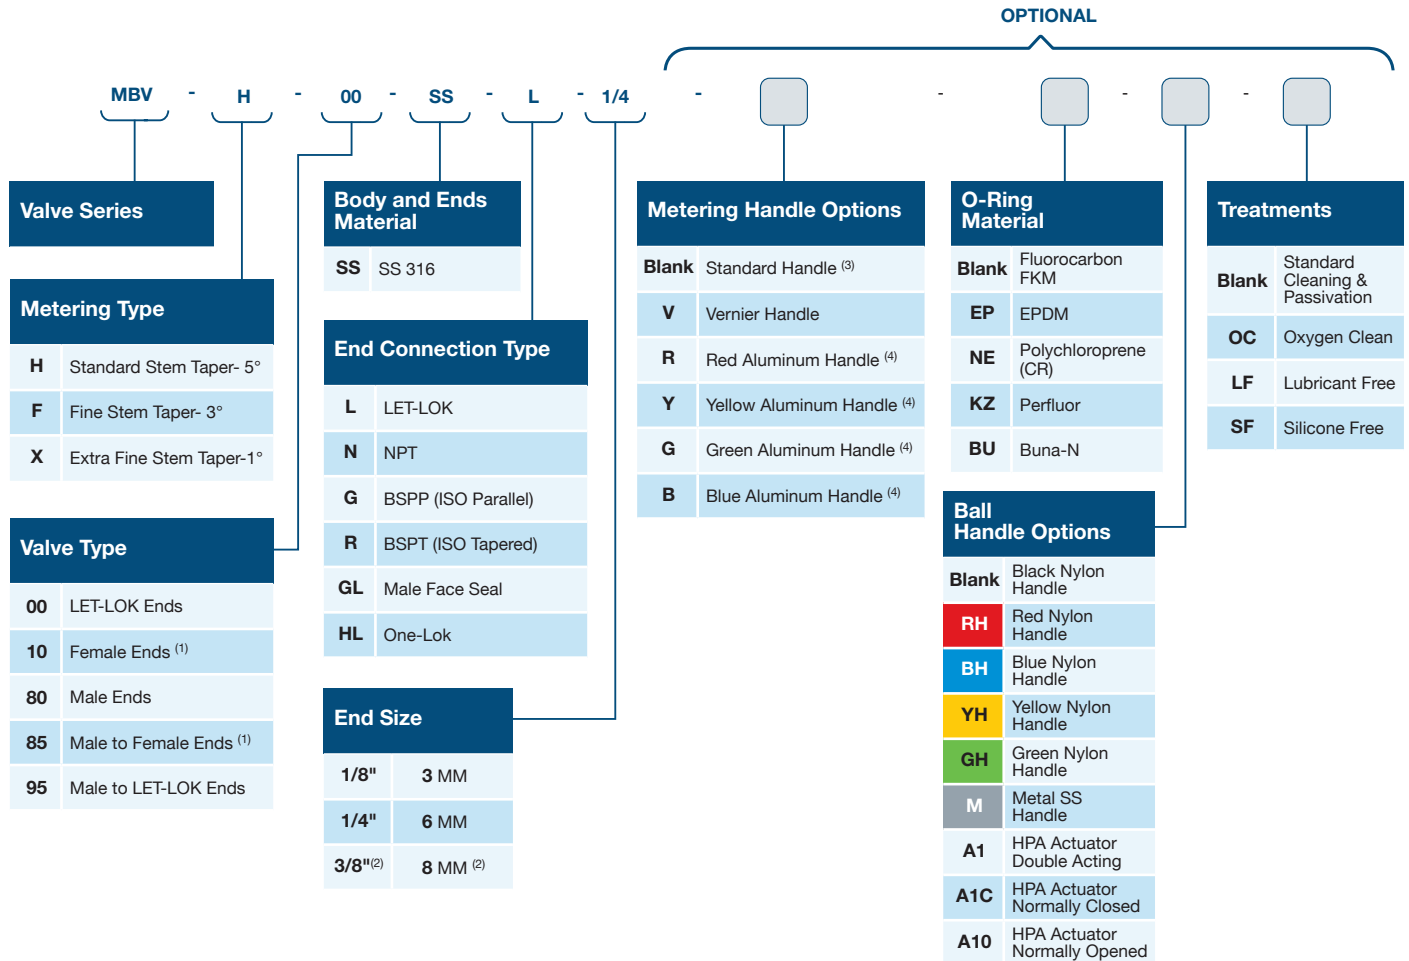 OPTIONAL
MBV - H - 00 - SS - L - 1/4 - - - -
Valve Series
Metering Type
H Standard Stem Taper- 5°
F Fine Stem Taper- 3°
X Extra Fine Stem Taper-1°
Valve Type
00 LET-LOK Ends
10 Female Ends (1)
80 Male Ends
85 Male to Female Ends (1)
95 Male to LET-LOK Ends
Body and Ends
Material
SS SS 316
End Connection Type
L LET-LOK
N NPT
G BSPP (ISO Parallel)
R BSPT (ISO Tapered)
GL Male Face Seal
HL One-Lok
End Size
1/8" 3 MM
1/4" 6 MM
3/8"(2) 8 MM (2)
Metering Handle Options
Blank Standard Handle (3)
V Vernier Handle
R Red Aluminum Handle (4)
Y Yellow Aluminum Handle (4)
G Green Aluminum Handle (4)
B Blue Aluminum Handle (4)
O-Ring
Material
Blank Fluorocarbon
FKM
EP EPDM
NE Polychloroprene
(CR)
KZ Perfluor
BU Buna-N
Ball
Handle Options
Blank Black Nylon
Handle
RH Red Nylon
Handle
BH Blue Nylon
Handle
YH Yellow Nylon
Handle
GH Green Nylon
Handle
M Metal SS
Handle
A1 HPA Actuator
Double Acting
A1C HPA Actuator
Normally Closed
A10 HPA Actuator
Normally Opened
Treatments
Blank Standard
Cleaning &
Passivation
OC Oxygen Clean
LF Lubricant Free
SF Silicone Free